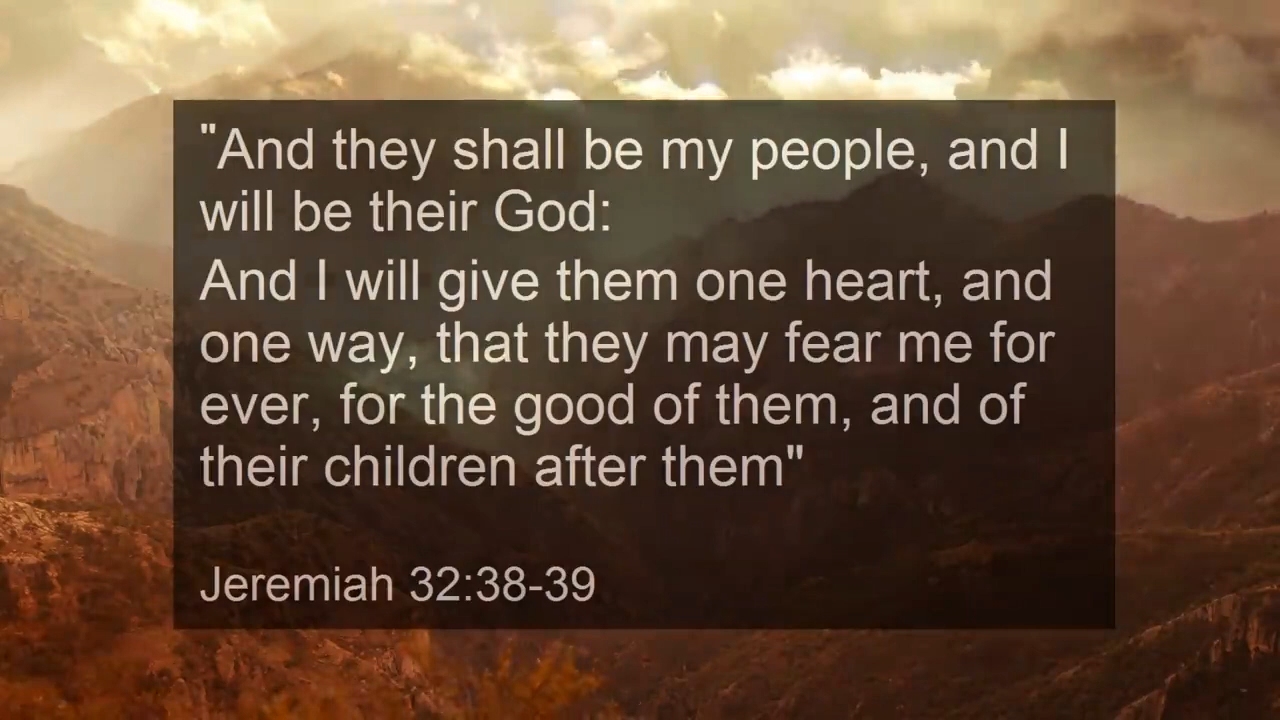 "And they shall be my people, and I
will be their God:
And I will give them one heart, and
one way, that they may fear me for
ever, for the good of them, and of
their children after them"
Jeremiah 32:38-39